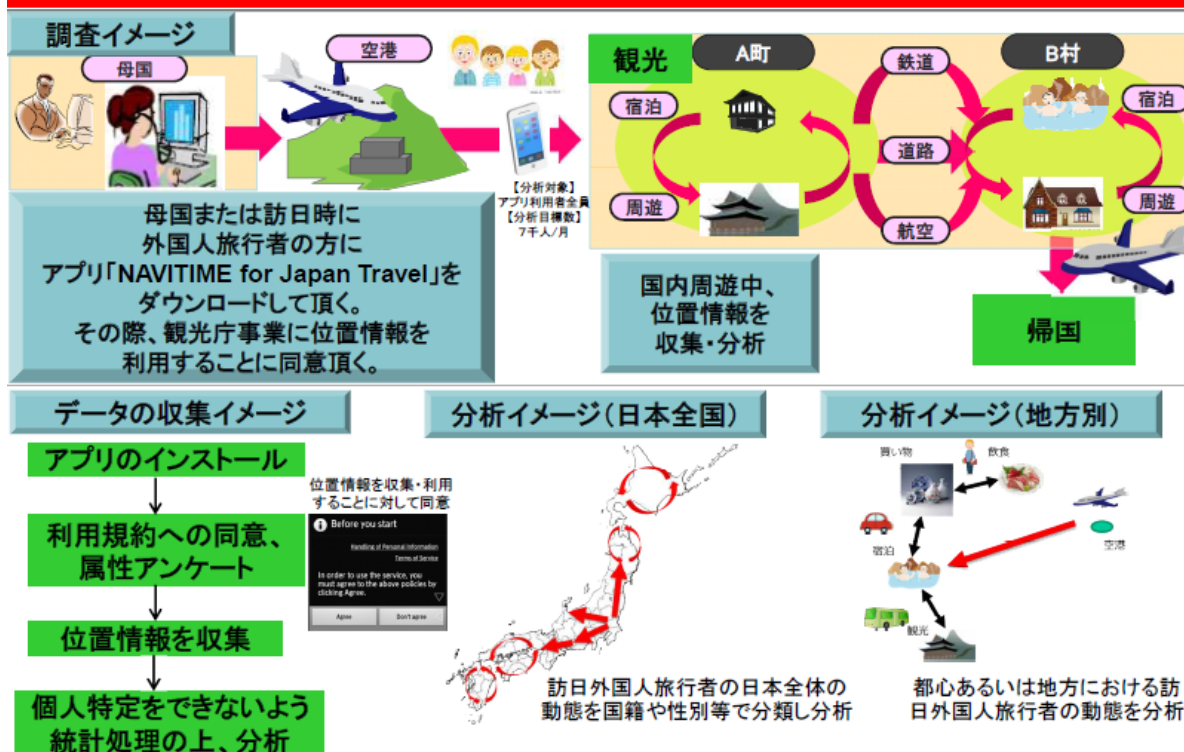 調査イメージ
母国
空港
【分析対象】
アプリ利用者全員
【分析目標数】
7千人/月
観光
A町
B村
宿泊
周遊
鉄道
道路
航空
宿泊
周遊
母国または訪日時に
外国人旅行者の方に
アプリ「NAVITIME for Japan Travel」を
ダウンロードして頂く。
その際、観光庁事業に位置情報を
利用することに同意頂く。
国内周遊中、
位置情報を
収集・分析
帰国
データの収集イメージ
アプリのインストール
利用規約への同意、
属性アンケート
位置情報を収集
個人特定をできないよう
統計処理の上、分析
位置情報を収集・利用
することに対して同意
Before you start
Handling of Personal Information
Terms of Service
In order to use the service, you
must agree to the above policies by
clicking Agree.
Agree
Don't agree
分析イメージ(日本全国)
訪日外国人旅行者の日本全体の
動態を国籍や性別等で分類し分析
分析イメージ(地方別)
買い物
飲食
空港
宿泊
観光
都心あるいは地方における訪
日外国人旅行者の動態を分析